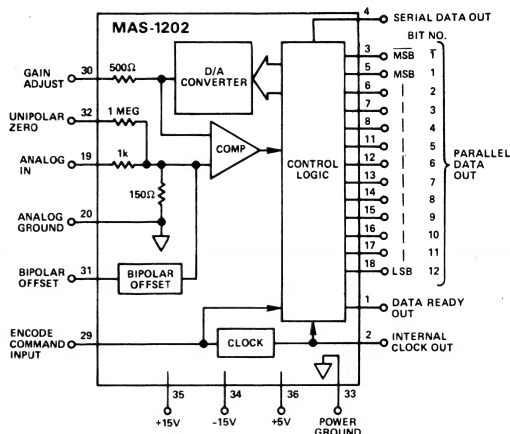 MAS-1202
4 SERIAL DATA OUT
BIT NO.
3 MSB 1
5 MSB 1
6 2
7 3
8 4
11 5
12 6
13 7
14 8
15 9
16 10
17 11
18 LSB 12
PARALLEL
DATA
OUT
1 DATA READY
OUT
2 INTERNAL
CLOCK OUT
GAIN
ADJUST
30
500Ω
D/A
CONVERTER
UNIPOLAR
ZERO
32
1 MEG
ANALOG
IN
19
1k
COMP
CONTROL
LOGIC
150Ω
ANALOG
GROUND
20
BIPOLAR
OFFSET
31
BIPOLAR
OFFSET
ENCODE
COMMAND
INPUT
29
CLOCK
35
34
36
33
+15V
-15V
+5V
POWER
GROUND